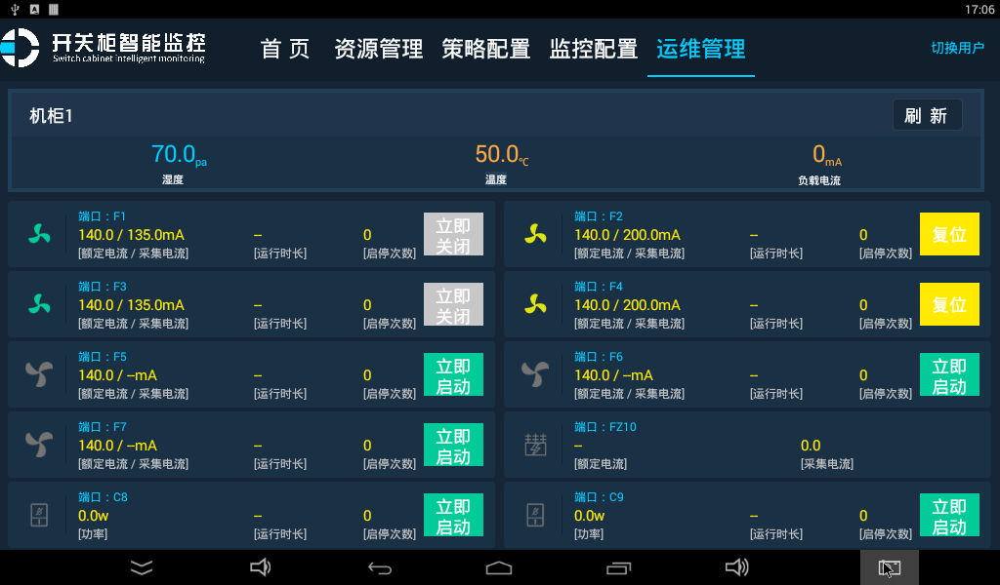 17:06
开关柜智能监控
Switch cabinet intelligent monitoring
首 页 资源管理 策略配置 监控配置 运维管理
切换用户
机柜1
刷 新
70.0pa 50.0℃ 0mA
湿度 温度 负载电流
端口：F1
140.0 / 135.0mA -- 0
[额定电流 / 采集电流] [运行时长] [启停次数]
立即
关闭
端口：F2
140.0 / 200.0mA -- 0
[额定电流 / 采集电流] [运行时长] [启停次数]
复位
端口：F3
140.0 / 135.0mA -- 0
[额定电流 / 采集电流] [运行时长] [启停次数]
立即
关闭
端口：F4
140.0 / 200.0mA -- 0
[额定电流 / 采集电流] [运行时长] [启停次数]
复位
端口：F5
140.0 / --mA -- 0
[额定电流 / 采集电流] [运行时长] [启停次数]
立即
启动
端口：F6
140.0 / --mA -- 0
[额定电流 / 采集电流] [运行时长] [启停次数]
立即
启动
端口：F7
140.0 / --mA -- 0
[额定电流 / 采集电流] [运行时长] [启停次数]
立即
启动
端口：FZ10
-- 0.0
[额定电流] [采集电流]
端口：C8
0.0w -- 0
[功率] [运行时长] [启停次数]
立即
启动
端口：C9
0.0w -- 0
[功率] [运行时长] [启停次数]
立即
启动